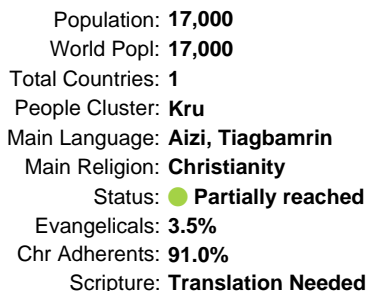 Population: 17,000
World Popl: 17,000
Total Countries: 1
People Cluster: Kru
Main Language: Aizi, Tiagbamrin
Main Religion: Christianity
Status: Partially reached
Evangelicals: 3.5%
Chr Adherents: 91.0%
Scripture: Translation Needed